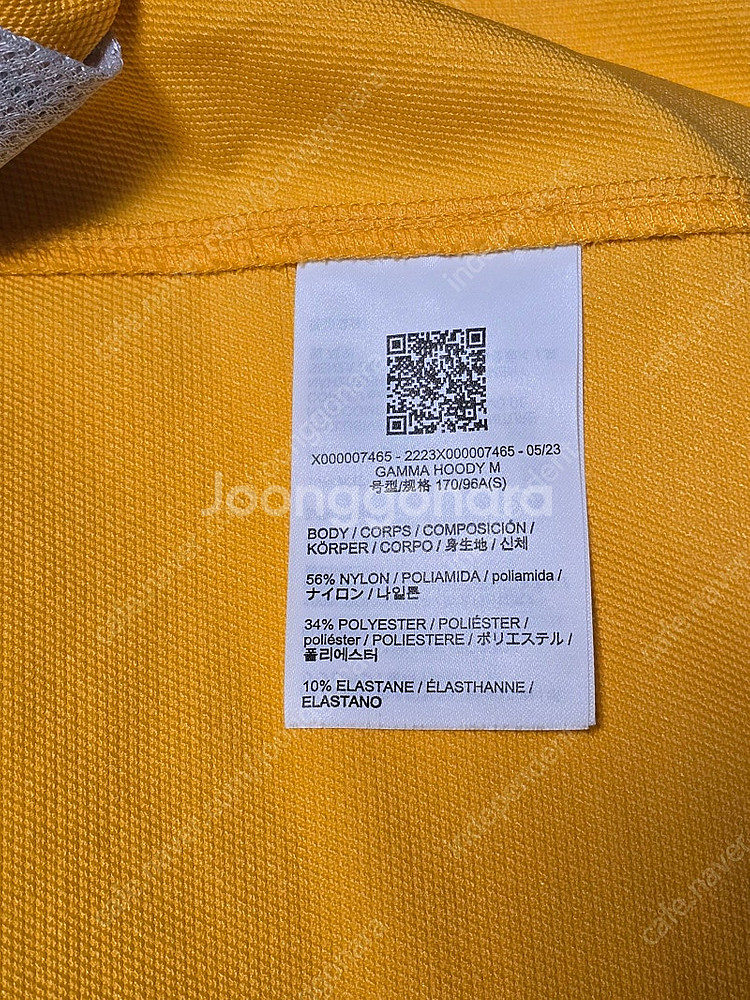 X000007465 - 2223X000007465 - 05/23
GAMMA HOODY M
号型/规格 170/96A(S)
Joonggonara
BODY / CORPS / COMPOSICIÓN /
KÖRPER / CORPO / 身生地 / 신체
56% NYLON / POLIAMIDA / poliamida /
ナイロン / 나일론
34% POLYESTER / POLIÉSTER /
poliéster / POLIESTERE / ポリエステル /
폴리에스터
10% ELASTANE / ÉLASTHANNE /
ELASTANO